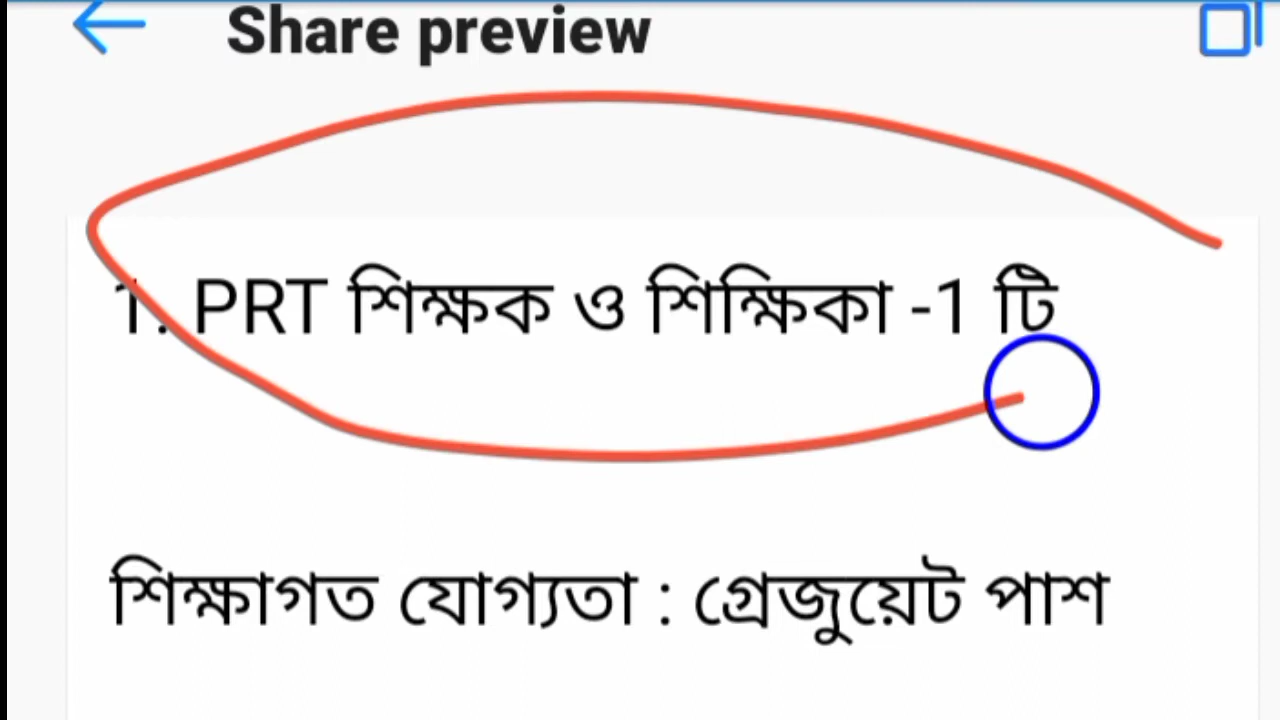 Share preview
1. PRT শিক্ষক ও শিক্ষিকা -1 টি
শিক্ষাগত যোগ্যতা : গ্রেজুয়েট পাশ